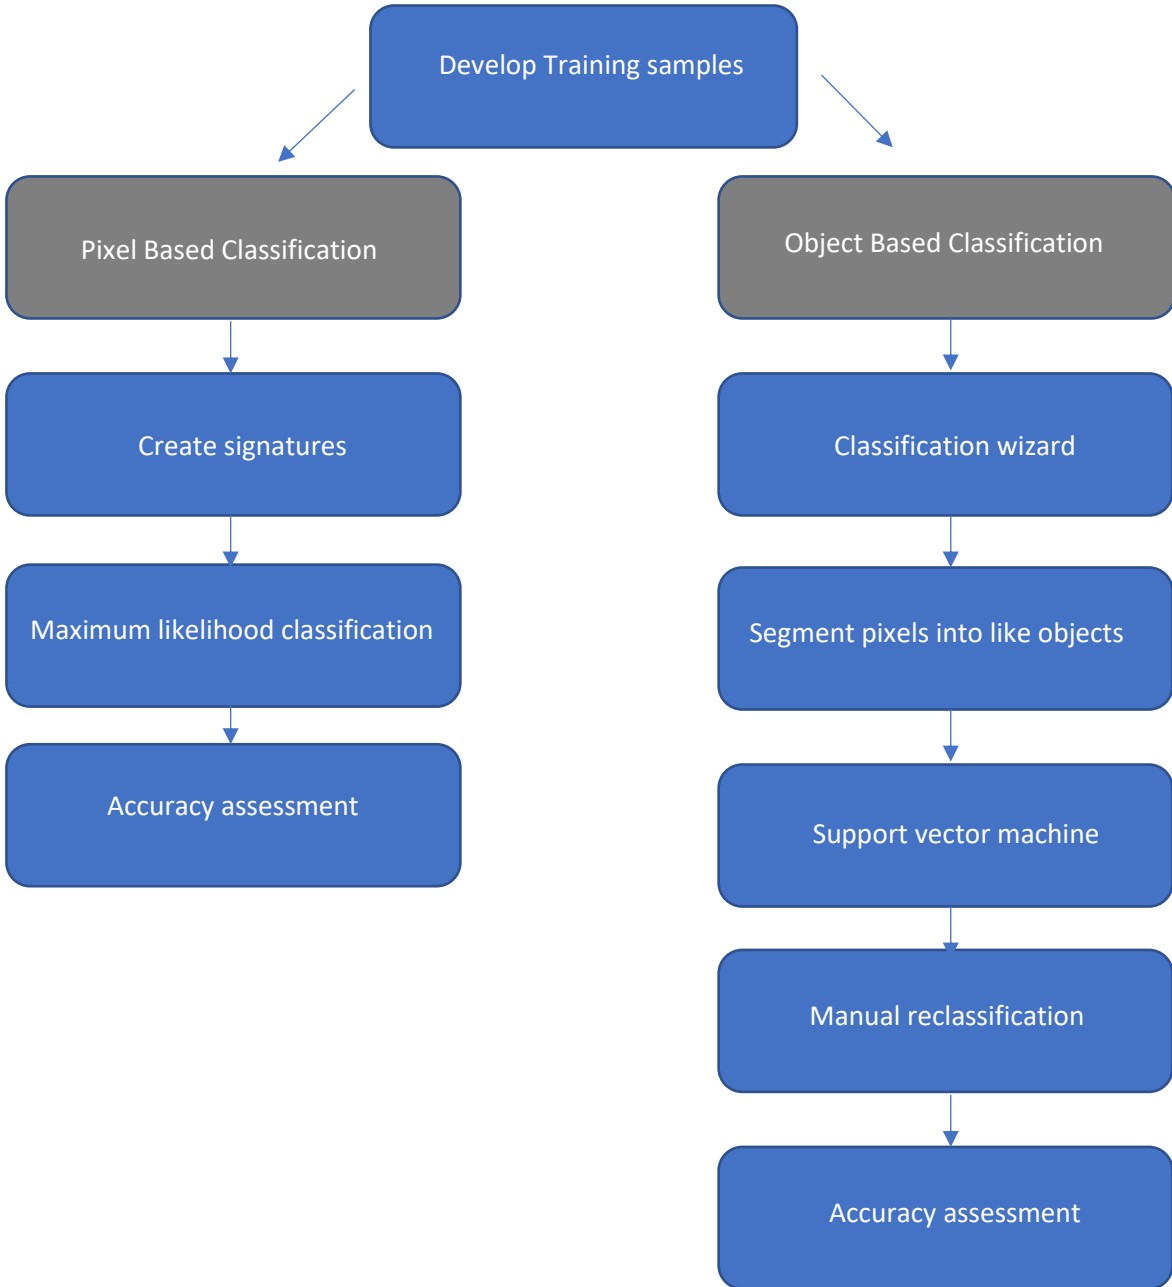 Develop Training samples
Pixel Based Classification
Create signatures
Maximum likelihood classification
Accuracy assessment
Object Based Classification
Classification wizard
Segment pixels into like objects
Support vector machine
Manual reclassification
Accuracy assessment